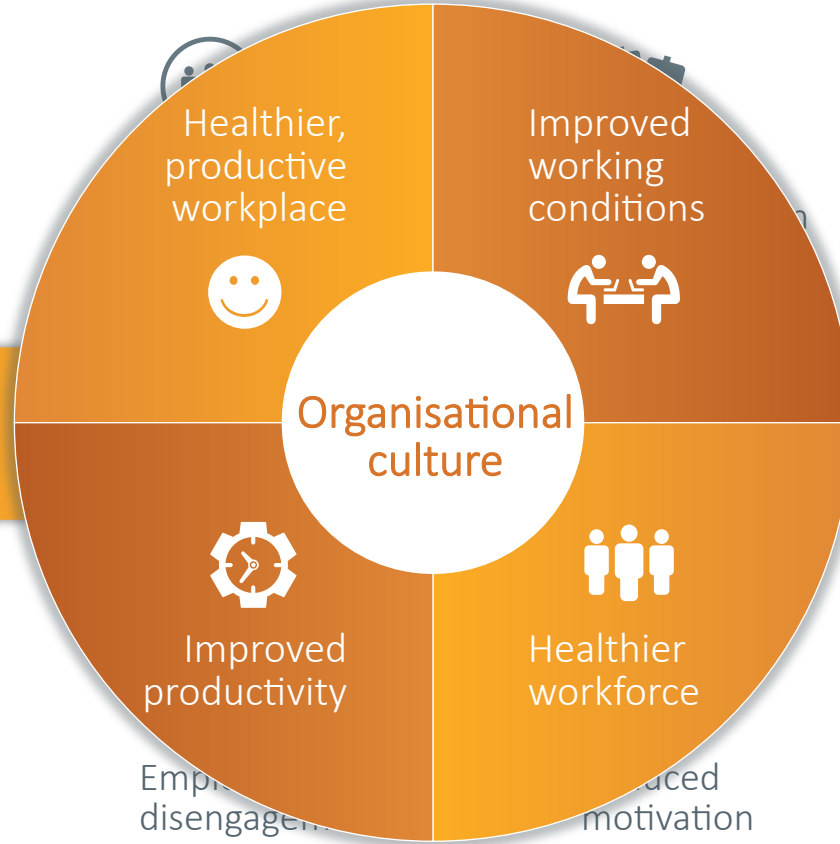 Healthier,
productive
workplace
Improved
working
conditions
Organisational
culture
Improved
productivity
Healthier
workforce
motivation